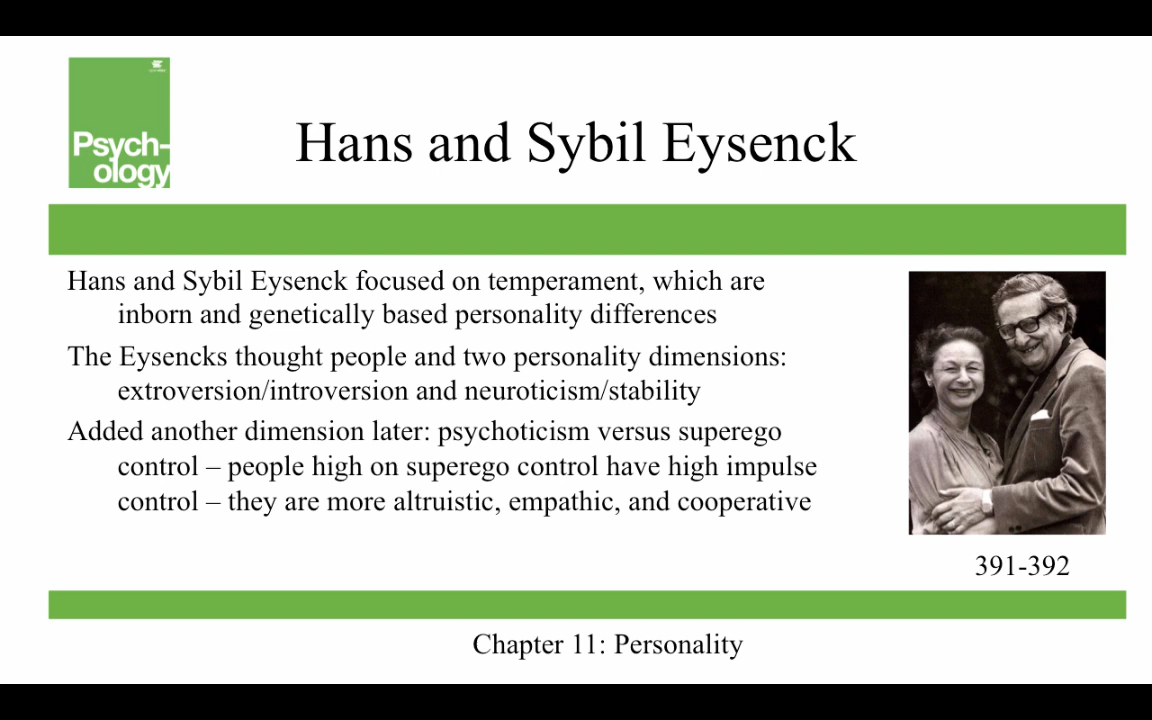 Psych-
ology
Hans and Sybil Eysenck
Hans and Sybil Eysenck focused on temperament, which are
inborn and genetically based personality differences
The Eysencks thought people and two personality dimensions:
extroversion/introversion and neuroticism/stability
Added another dimension later: psychoticism versus superego
control – people high on superego control have high impulse
control – they are more altruistic, empathic, and cooperative
391-392
Chapter 11: Personality